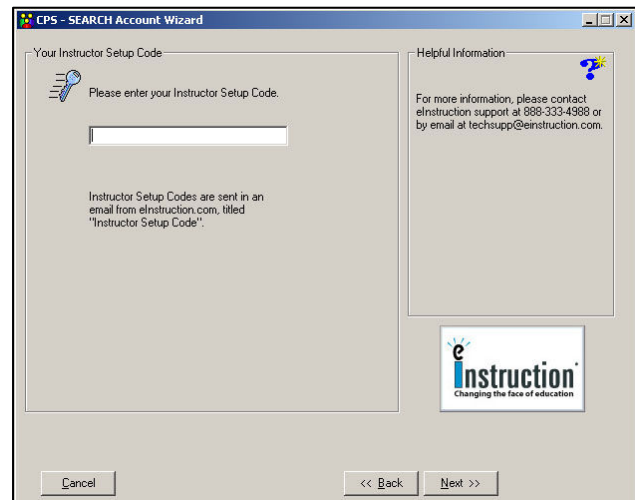 CPS - SEARCH Account Wizard
Your Instructor Setup Code
Please enter your Instructor Setup Code.
Instructor Setup Codes are sent in an
email from eInstruction.com, titled
"Instructor Setup Code".
Helpful Information
For more information, please contact
eInstruction support at 888-333-4988 or
by email at techsupp@einstruction.com.
eInstruction
Changing the face of education
Cancel
<< Back
Next >>